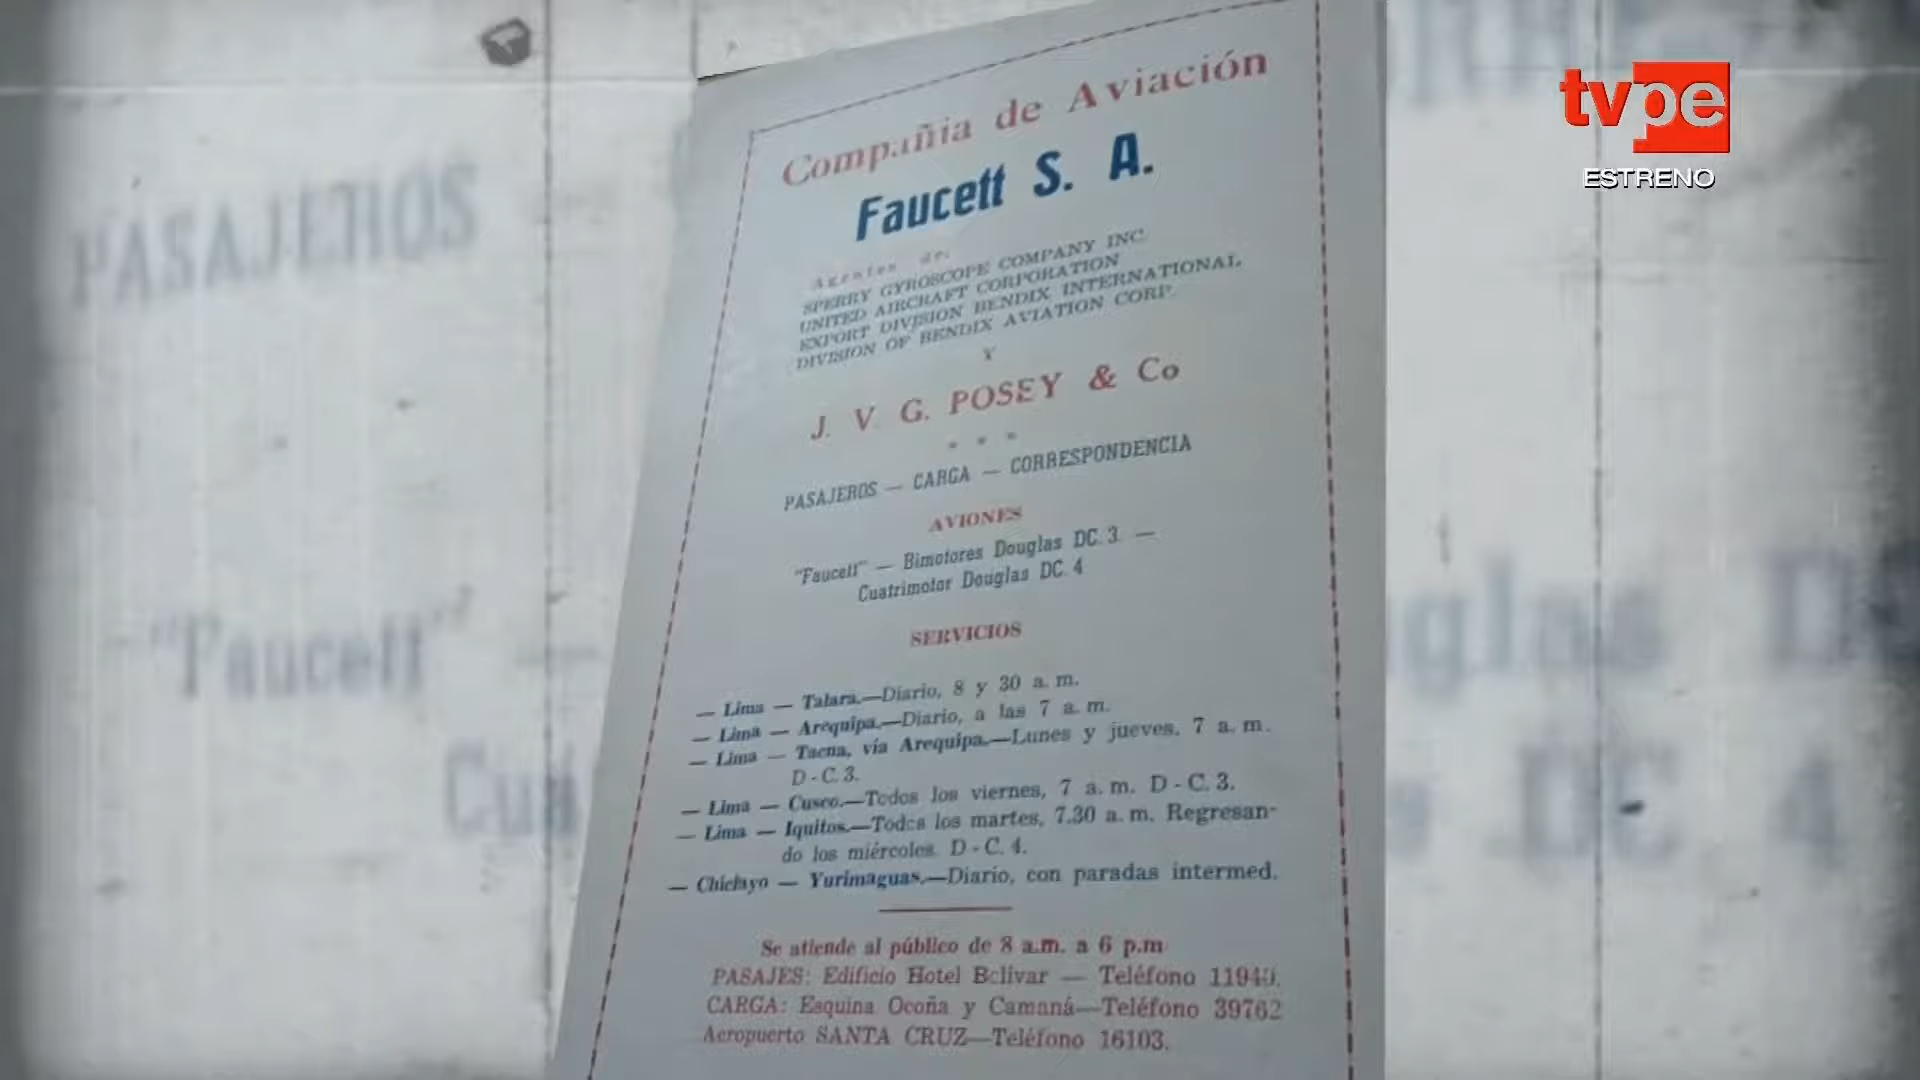 tvpe
ESTRENO
PASAJEROS
"Faucett" —
Compañia de Aviación
Faucett S. A.
Agentes de:
SPERRY GYROSCOPE COMPANY INC.
UNITED AIRCRAFT CORPORATION
EXPORT DIVISION BENDIX INTERNATIONAL
DIVISION OF BENDIX AVIATION CORP.
Y
J. V. G. POSEY & Co
* * *
PASAJEROS — CARGA — CORRESPONDENCIA
AVIONES
"Faucett" — Bimotores Douglas DC. 3. —
Cuatrimotor Douglas DC. 4
SERVICIOS
— Lima — Talara.—Diario, 8 y 30 a. m.
— Lima — Arequipa.—Diario, a las 7 a. m.
— Lima — Tacna, vía Arequipa.—Lunes y jueves, 7 a. m.
D - C. 3.
— Lima — Cusco.—Todos los viernes, 7 a. m. D - C. 3.
— Lima — Iquitos.—Todos los martes, 7.30 a. m. Regresan-
do los miércoles. D - C. 4.
— Chiclayo — Yurimaguas.—Diario, con paradas intermed.
Se atiende al público de 8 a.m. a 6 p.m
PASAJES: Edificio Hotel Bolívar — Teléfono 11940.
CARGA: Esquina Ocoña y Camaná—Teléfono 39762
Aeropuerto SANTA CRUZ—Teléfono 16103.
DC 4